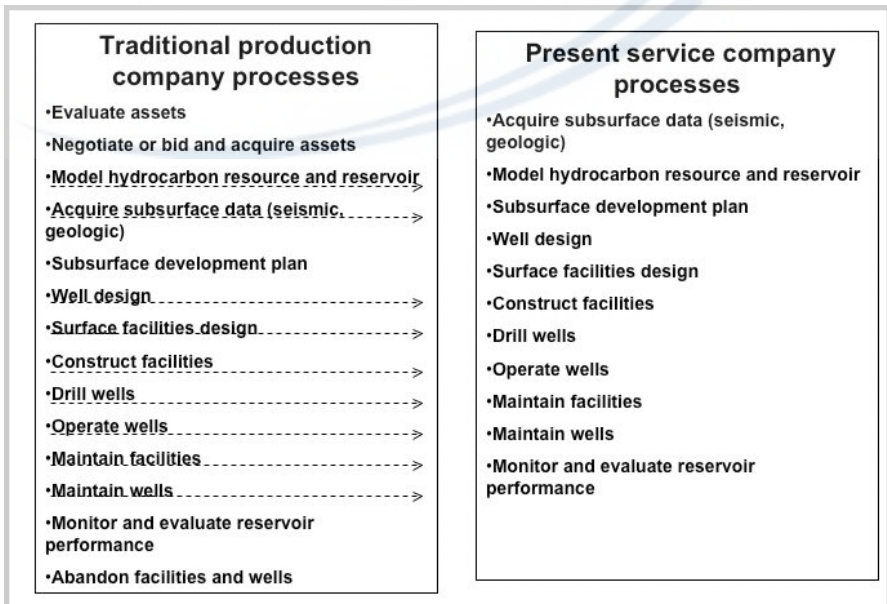 Traditional production
company processes
•Evaluate assets
•Negotiate or bid and acquire assets
•Model hydrocarbon resource and reservoir
•Acquire subsurface data (seismic,
geologic)
•Subsurface development plan
•Well design
•Surface facilities design
•Construct facilities
•Drill wells
•Operate wells
•Maintain facilities
•Maintain wells
•Monitor and evaluate reservoir
performance
•Abandon facilities and wells
Present service company
processes
•Acquire subsurface data (seismic,
geologic)
•Model hydrocarbon resource and reservoir
•Subsurface development plan
•Well design
•Surface facilities design
•Construct facilities
•Drill wells
•Operate wells
•Maintain facilities
•Maintain wells
•Monitor and evaluate reservoir
performance